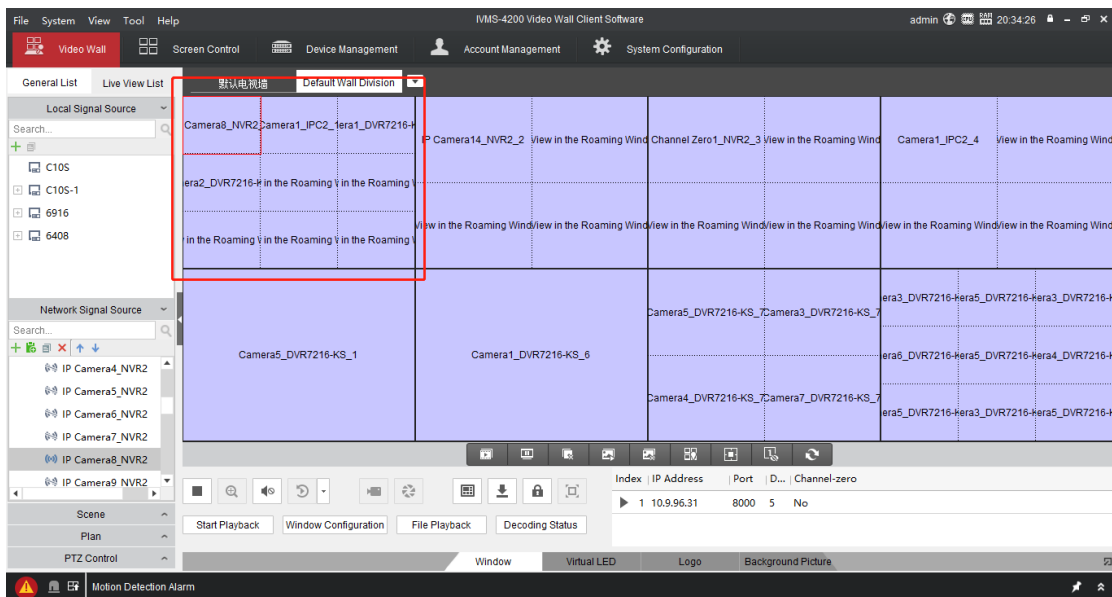 File System View Tool Help
iVMS-4200 Video Wall Client Software
admin 20:34:26
Video Wall
Screen Control
Device Management
Account Management
System Configuration
General List Live View List
默认电视墙 Default Wall Division
Local Signal Source
Search...
C10S
C10S-1
6916
6408
Network Signal Source
Search...
IP Camera4_NVR2
IP Camera5_NVR2
IP Camera6_NVR2
IP Camera7_NVR2
IP Camera8_NVR2
IP Camera9_NVR2
Scene
Plan
PTZ Control
Camera8_NVR2 Camera1_IPC2_1 era1_DVR7216-K
era2_DVR7216-K in the Roaming in the Roaming
in the Roaming in the Roaming in the Roaming
IP Camera14_NVR2_2 View in the Roaming Wind Channel Zero1_NVR2_3 View in the Roaming Wind Camera1_IPC2_4 View in the Roaming Wind
View in the Roaming Wind View in the Roaming Wind View in the Roaming Wind View in the Roaming Wind View in the Roaming Wind View in the Roaming Wind
Camera5_DVR7216-KS_1
Camera1_DVR7216-KS_6
Camera5_DVR7216-KS_7 Camera3_DVR7216-KS_7
Camera4_DVR7216-KS_7 Camera7_DVR7216-KS_7
era3_DVR7216-K era5_DVR7216-K era3_DVR7216-K
era6_DVR7216-K era5_DVR7216-K era4_DVR7216-K
era5_DVR7216-K era3_DVR7216-K era5_DVR7216-K
Index IP Address Port D... Channel-zero
1 10.9.96.31 8000 5 No
Start Playback Window Configuration File Playback Decoding Status
Window Virtual LED Logo Background Picture
Motion Detection Alarm